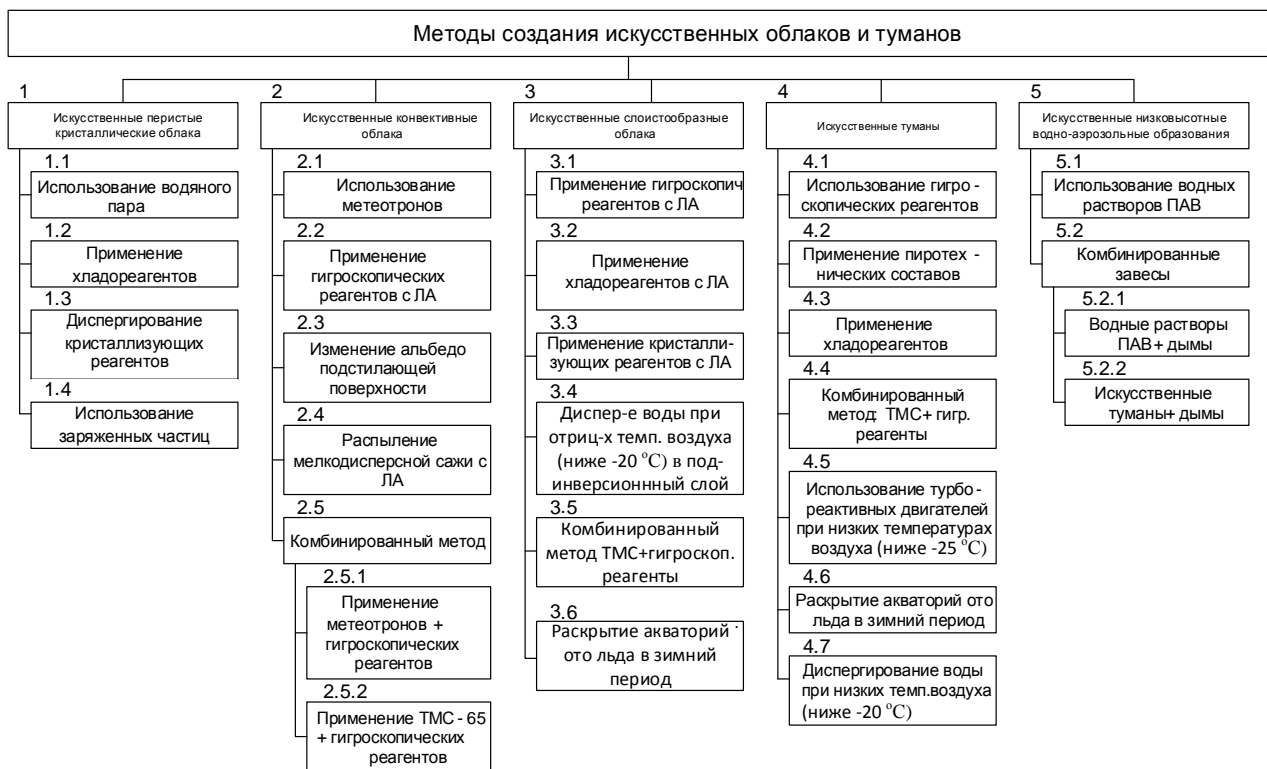 Методы создания искусственных облаков и туманов
1
Искусственные перистые
кристаллические облака
1.1
Использование водяного
пара
1.2
Применение
хладореагентов
1.3
Диспергирование
кристаллизующих
реагентов
1.4
Использование
заряженных частиц
2
Искусственные конвективные
облака
2.1
Использование
метеотронов
2.2
Применение
гигроскопических
реагентов с ЛА
2.3
Изменение альбедо
подстилающей
поверхности
2.4
Распыление
мелкодисперсной сажи с
ЛА
2.5
Комбинированный метод
2.5.1
Применение
метеотронов +
гигроскопических
реагентов
2.5.2
Применение ТМС - 65
+ гигроскопических
реагентов
3
Искусственные слоистообразные
облака
3.1
Применение гигроскопич
реагентов с ЛА
3.2
Применение
хладореагентов с ЛА
3.3
Применение кристалли-
зующих реагентов с ЛА
3.4
Диспер-е воды при
отриц-х темп. воздуха
(ниже -20 °С) в под-
инверсионнный слой
3.5
Комбинированный
метод ТМС+гигроскоп.
реагенты
3.6
Раскрытие акваторий
ото льда в зимний
период
4
Искусственные туманы
4.1
Использование гигро -
скопических реагентов
4.2
Применение пиротех -
нических составов
4.3
Применение
хладореагентов
4.4
Комбинированный
метод: ТМС+ гигр.
реагенты
4.5
Использование турбо -
реактивных двигателей
при низких температурах
воздуха (ниже -25 °С)
4.6
Раскрытие акваторий ото
льда в зимний период
4.7
Диспергирование воды
при низких темп.воздуха
(ниже -20 °С)
5
Искусственные низковысотные
водно-аэрозольные образования
5.1
Использование водных
растворов ПАВ
5.2
Комбинированные
завесы
5.2.1
Водные растворы
ПАВ+ дымы
5.2.2
Искусственные
туманы+ дымы